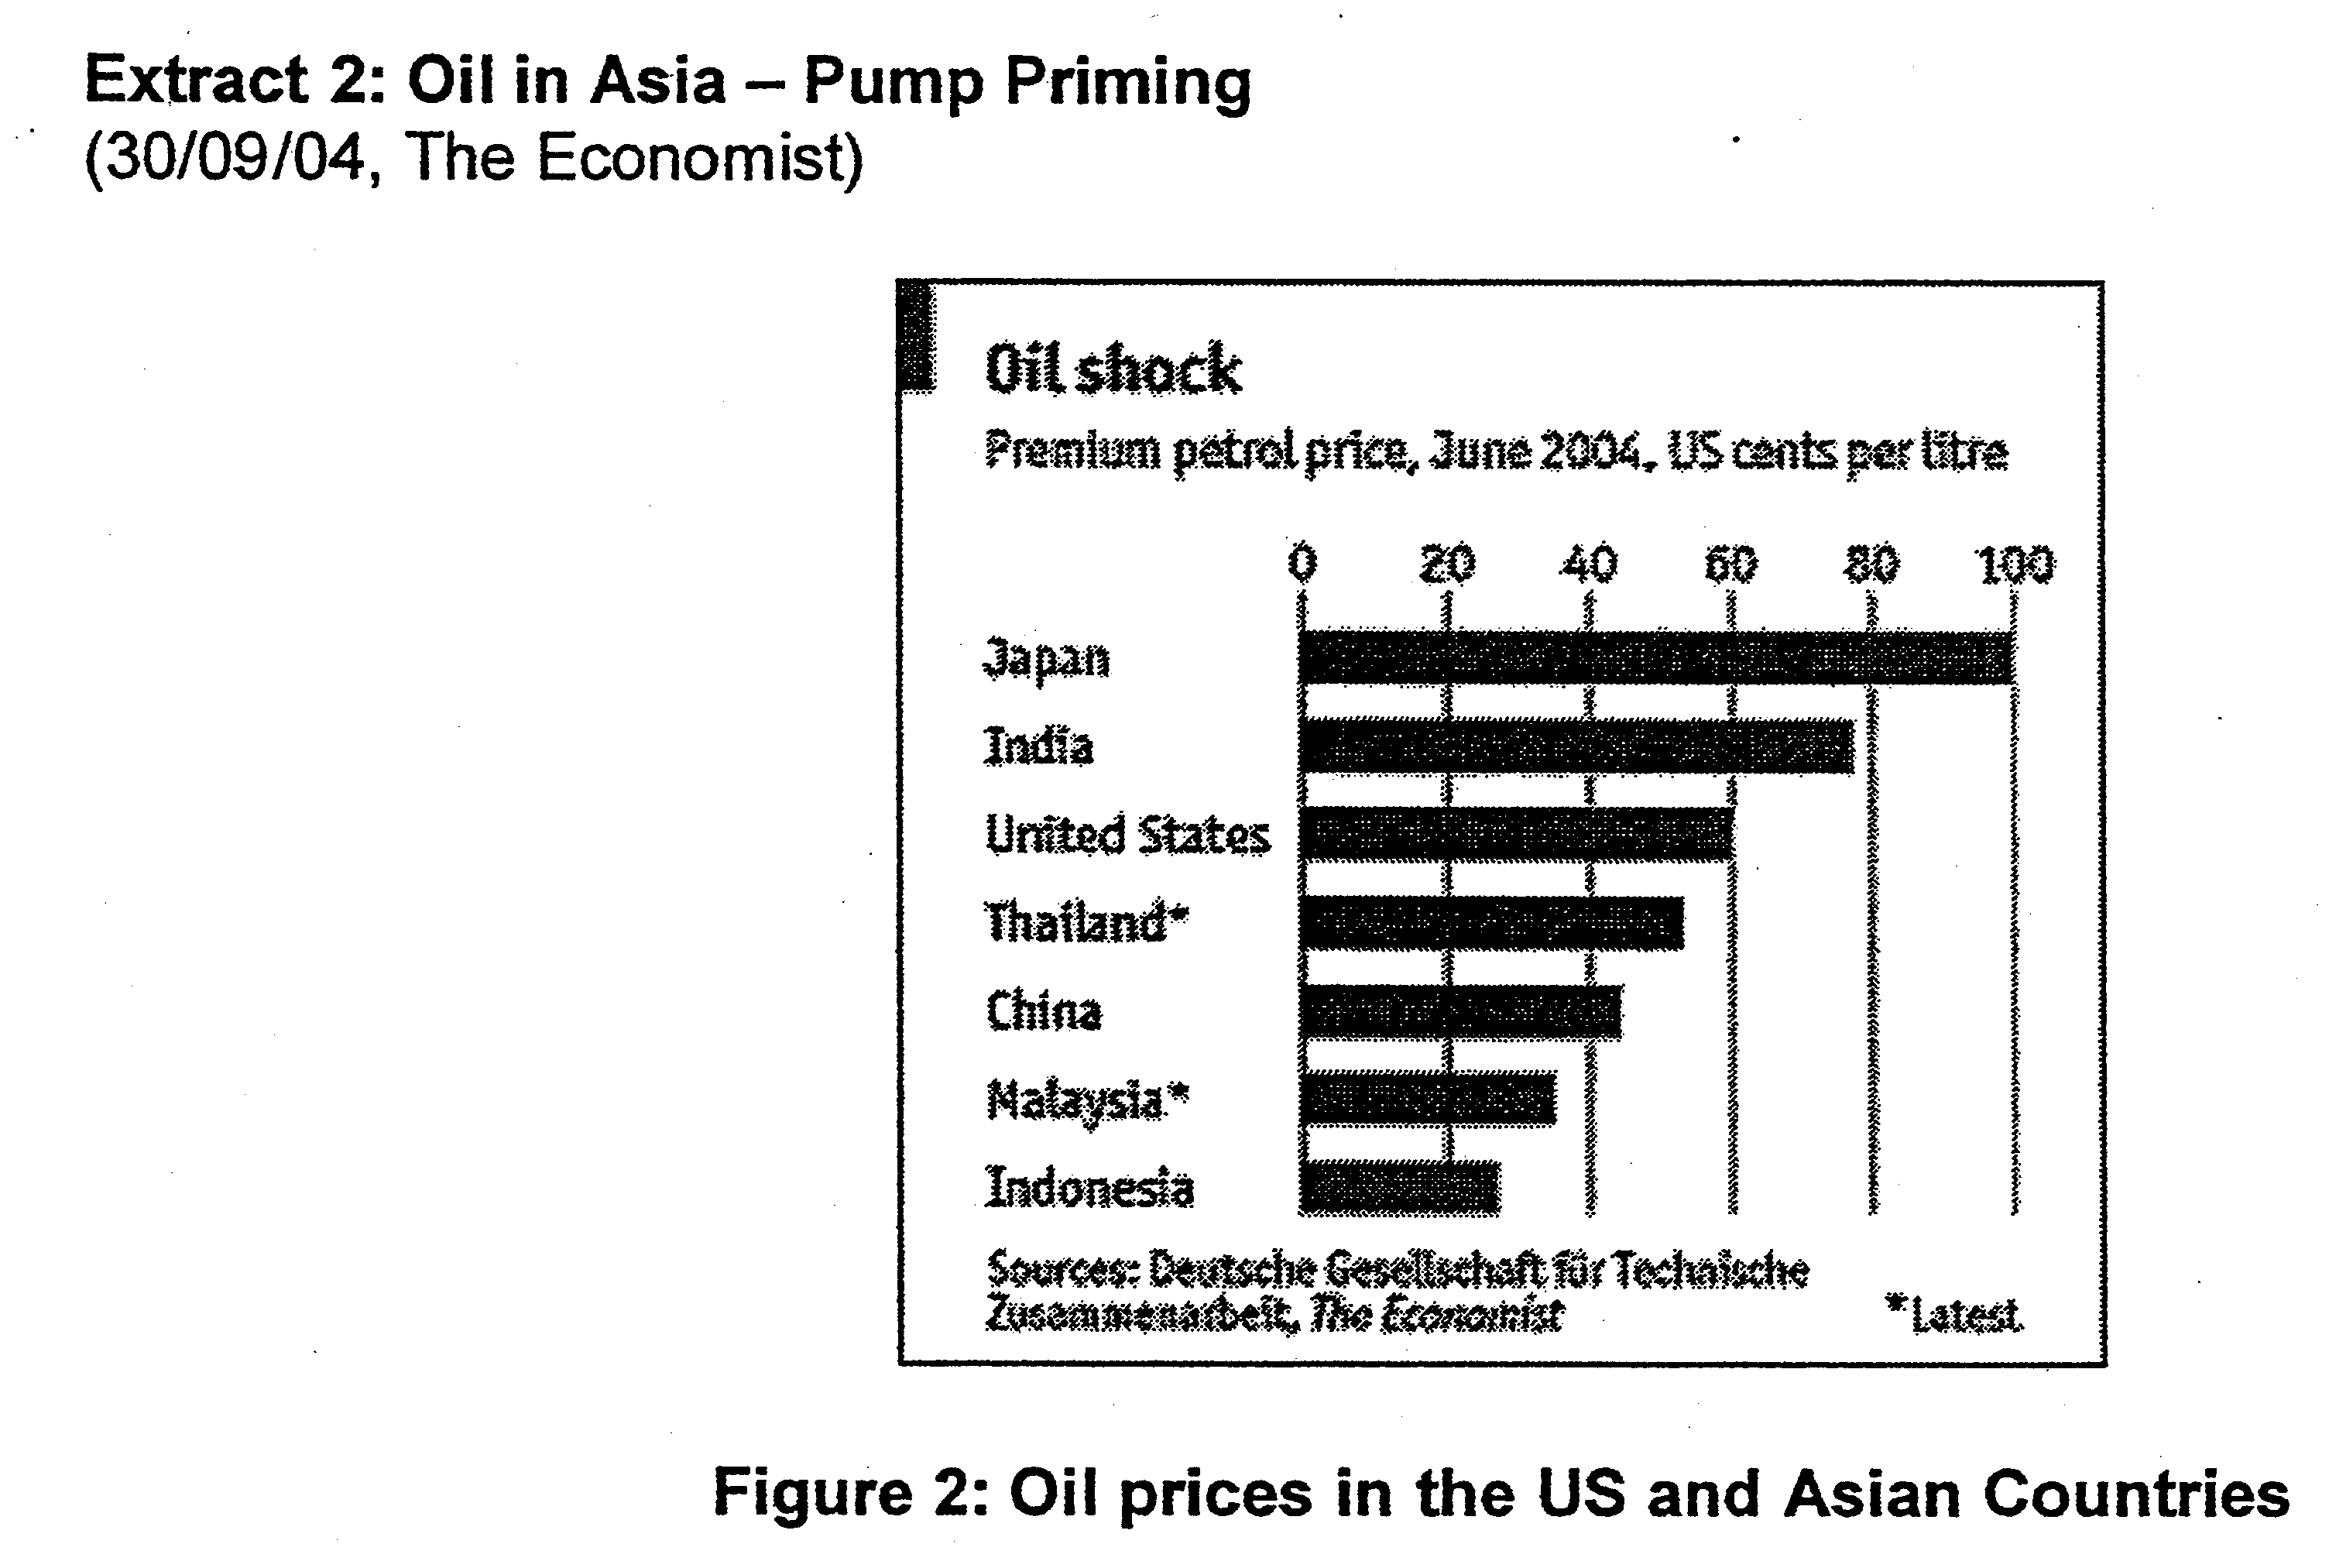 Extract 2: Oil in Asia – Pump Priming
(30/09/04, The Economist)
Oil shock
Premium petrol price, June 2004, US cents per litre
0 20 40 60 80 100
Japan
India
United States
Thailand*
China
Malaysia*
Indonesia
Sources: Deutsche Gesellschaft für Technische
Zusammenarbeit, The Economist *Latest
Figure 2: Oil prices in the US and Asian Countries